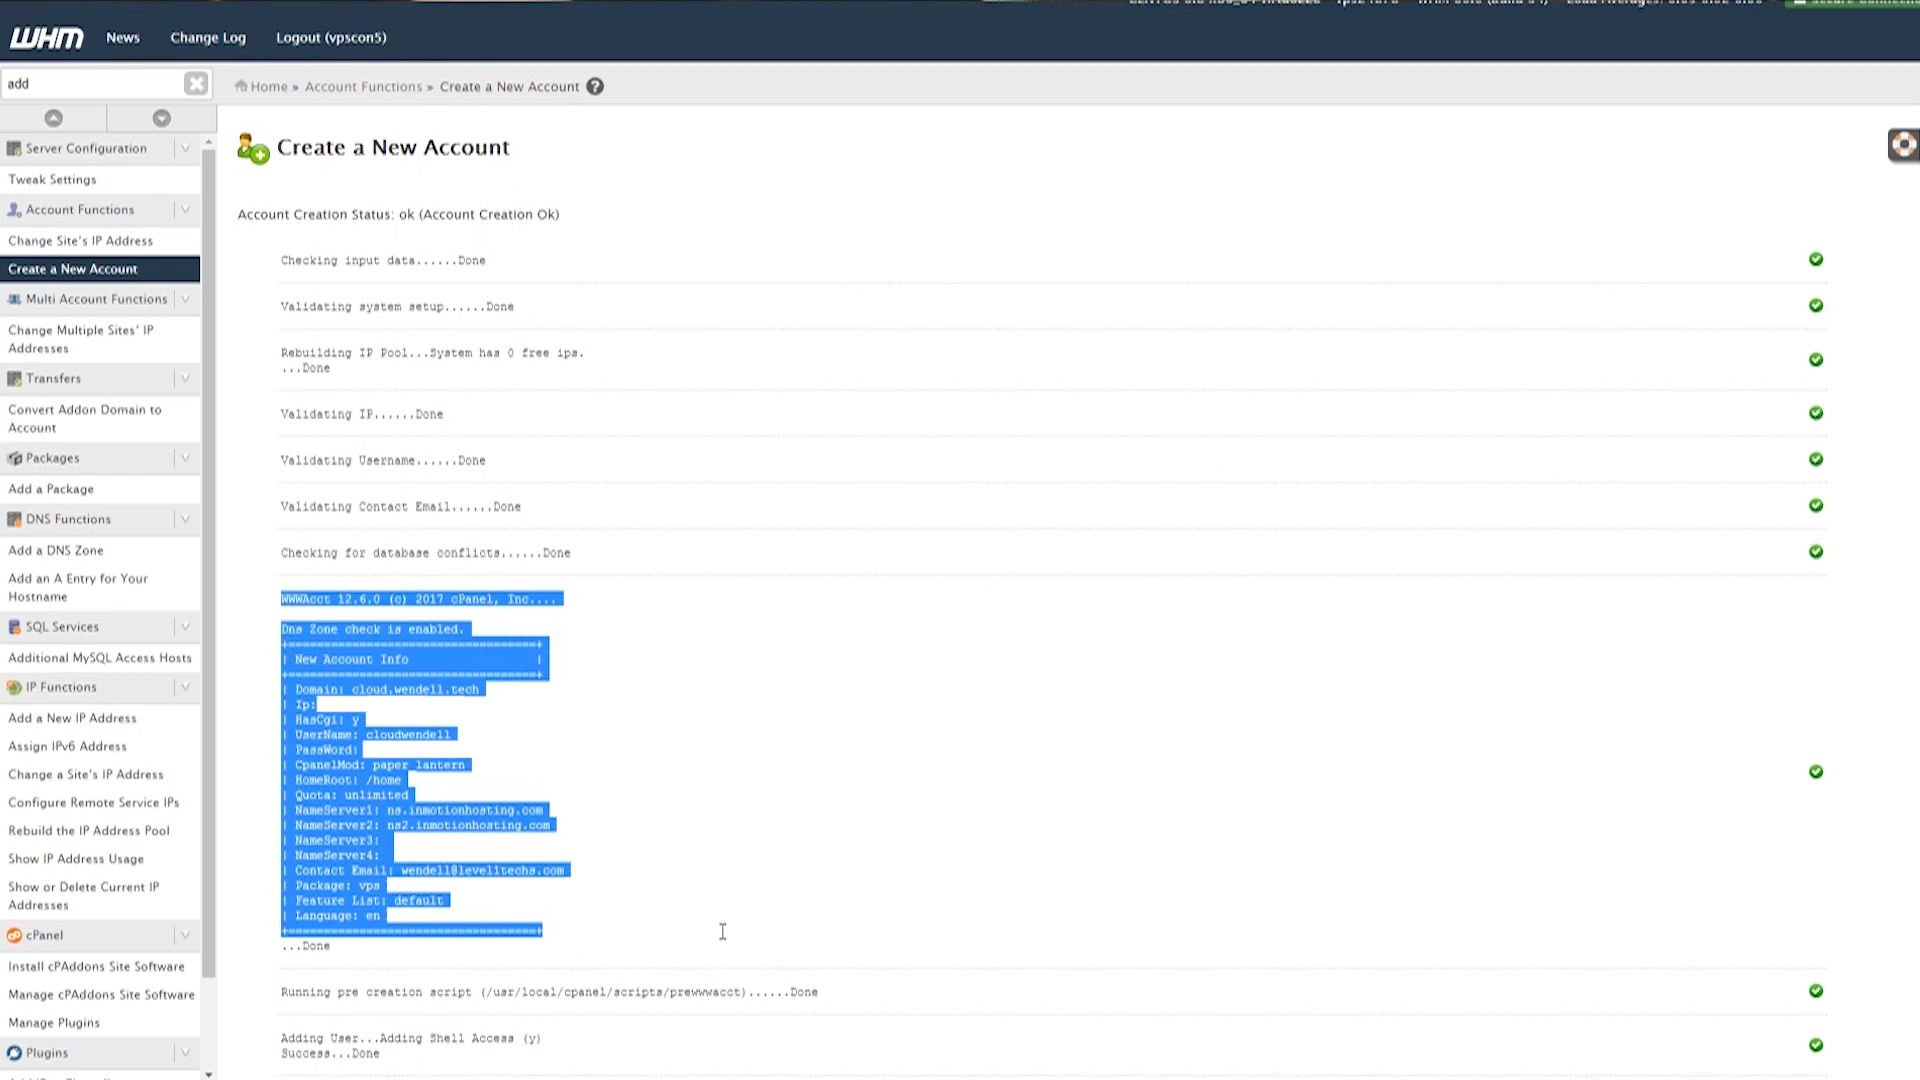 WHM News Change Log Logout (vpscon5)
add
Home » Account Functions » Create a New Account ?
Server Configuration
Tweak Settings
Account Functions
Change Site's IP Address
Create a New Account
Multi Account Functions
Change Multiple Sites' IP
Addresses
Transfers
Convert Addon Domain to
Account
Packages
Add a Package
DNS Functions
Add a DNS Zone
Add an A Entry for Your
Hostname
SQL Services
Additional MySQL Access Hosts
IP Functions
Add a New IP Address
Assign IPv6 Address
Change a Site's IP Address
Configure Remote Service IPs
Rebuild the IP Address Pool
Show IP Address Usage
Show or Delete Current IP
Addresses
cPanel
Install cPAddons Site Software
Manage cPAddons Site Software
Manage Plugins
Plugins
Create a New Account
Account Creation Status: ok (Account Creation Ok)
Checking input data......Done
Validating system setup......Done
Rebuilding IP Pool...System has 0 free ips.
...Done
Validating IP......Done
Validating Username......Done
Validating Contact Email......Done
Checking for database conflicts......Done
WWWAcct 12.6.0 (c) 2017 cPanel, Inc....
Dns Zone check is enabled.
+===================================+
| New Account Info |
+===================================+
| Domain: cloud.wendell.tech
| Ip:
| HasCgi: y
| UserName: cloudwendell
| PassWord:
| CpanelMod: paper_lantern
| HomeRoot: /home
| Quota: unlimited
| NameServer1: ns.inmotionhosting.com
| NameServer2: ns2.inmotionhosting.com
| NameServer3:
| NameServer4:
| Contact Email: wendell@level1techs.com
| Package: vps
| Feature List: default
| Language: en
+===================================+
...Done
Running pre creation script (/usr/local/cpanel/scripts/prewwwacct)......Done
Adding User...Adding Shell Access (y)
Success...Done